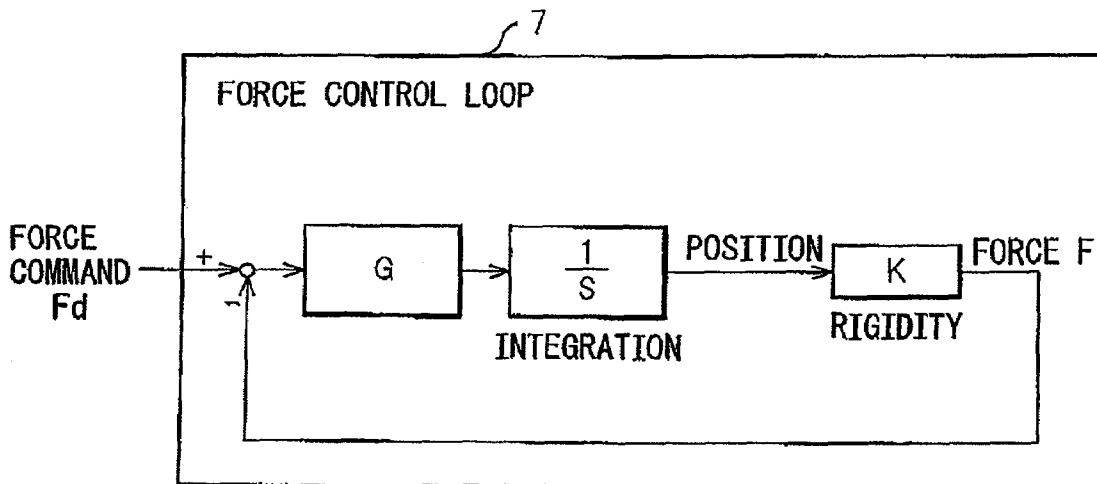 7
FORCE CONTROL LOOP
FORCE
COMMAND
Fd
+
-
G
1
S
INTEGRATION
POSITION
K
RIGIDITY
FORCE F